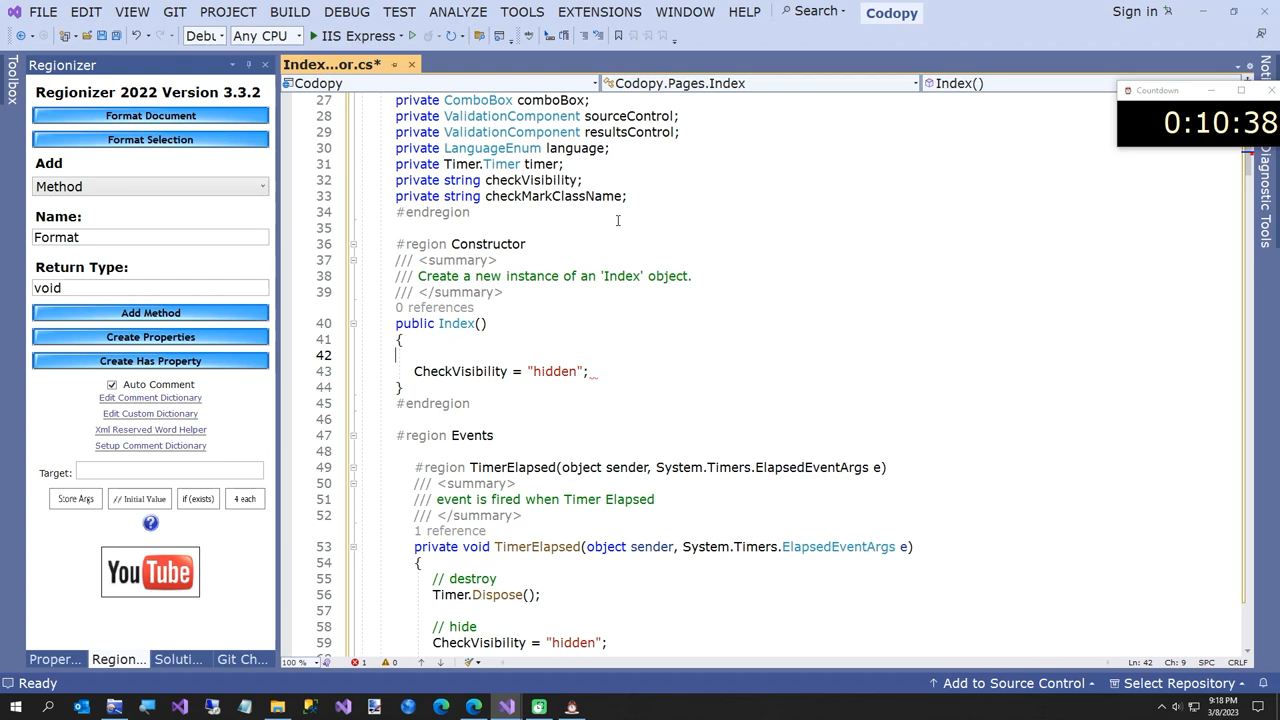 FILE EDIT VIEW GIT PROJECT BUILD DEBUG TEST ANALYZE TOOLS EXTENSIONS WINDOW HELP Search Codopy Sign in
Debu Any CPU IIS Express
Toolbox
Regionizer
Regionizer 2022 Version 3.3.2
Format Document
Format Selection
Add
Method
Name:
Format
Return Type:
void
Add Method
Create Properties
Create Has Property
Auto Comment
Edit Comment Dictionary
Edit Custom Dictionary
Xml Reserved Word Helper
Setup Comment Dictionary
Target:
Store Args // Initial Value if (exists) 4 each
?
YouTube
Proper... Region... Soluti... Git Ch...
Index...or.cs*
Codopy Codopy.Pages.Index Index()
27 private ComboBox comboBox;
28 private ValidationComponent sourceControl;
29 private ValidationComponent resultsControl;
30 private LanguageEnum language;
31 private Timer.Timer timer;
32 private string checkVisibility;
33 private string checkMarkClassName;
34 #endregion
35
36 #region Constructor
37 /// <summary>
38 /// Create a new instance of an 'Index' object.
39 /// </summary>
0 references
40 public Index()
41 {
42
43 CheckVisibility = "hidden";
44 }
45 #endregion
46
47 #region Events
48
49 #region TimerElapsed(object sender, System.Timers.ElapsedEventArgs e)
50 /// <summary>
51 /// event is fired when Timer Elapsed
52 /// </summary>
1 reference
53 private void TimerElapsed(object sender, System.Timers.ElapsedEventArgs e)
54 {
55 // destroy
56 Timer.Dispose();
57
58 // hide
59 CheckVisibility = "hidden";
100 % 1 0 Ln: 42 Ch: 9 SPC CRLF
Countdown
0:10:38
Diagnostic Tools
Ready Add to Source Control Select Repository
9:18 PM
3/8/2023